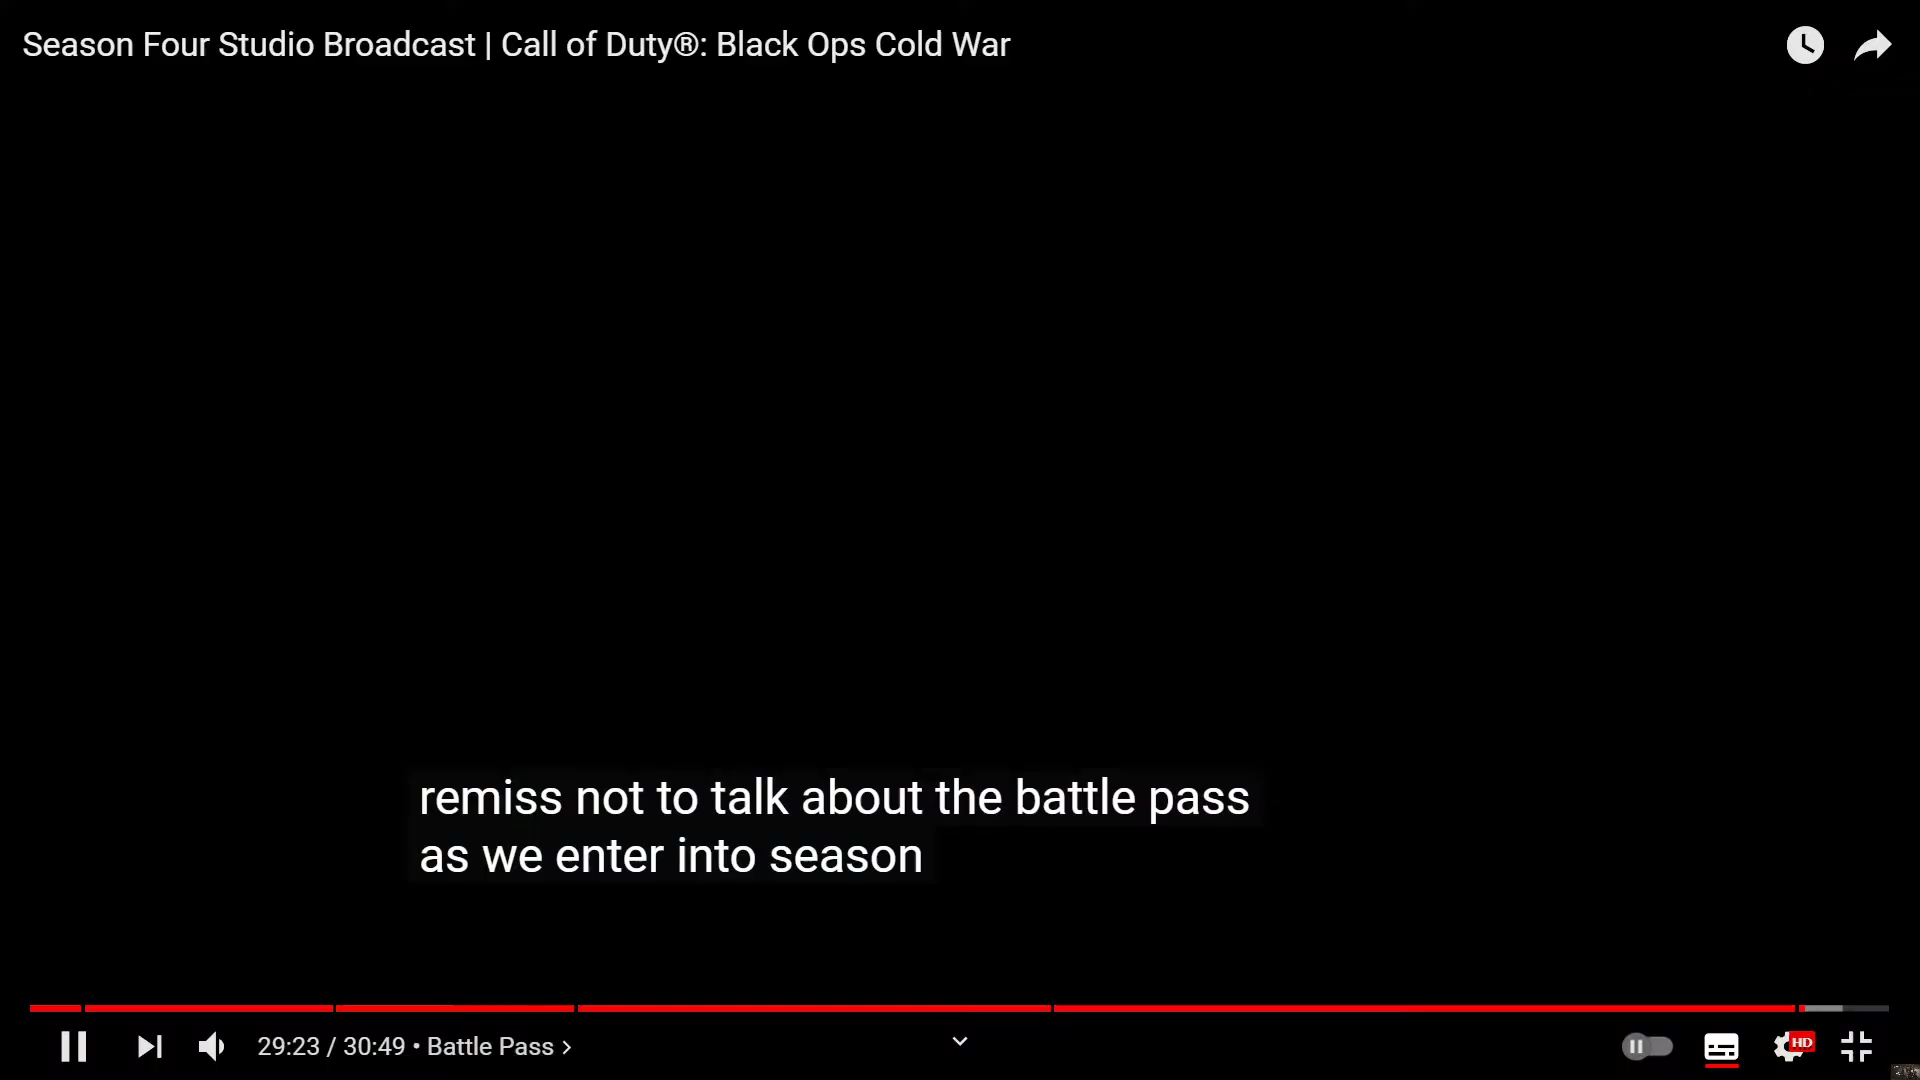 Season Four Studio Broadcast | Call of Duty®: Black Ops Cold War
remiss not to talk about the battle pass
as we enter into season
29:23 / 30:49 • Battle Pass >
HD